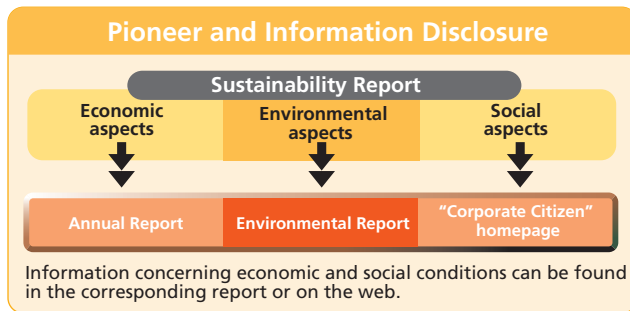 Pioneer and Information Disclosure
Sustainability Report
Economic
aspects
Environmental
aspects
Social
aspects
Annual Report
Environmental Report
“Corporate Citizen”
homepage
Information concerning economic and social conditions can be found
in the corresponding report or on the web.